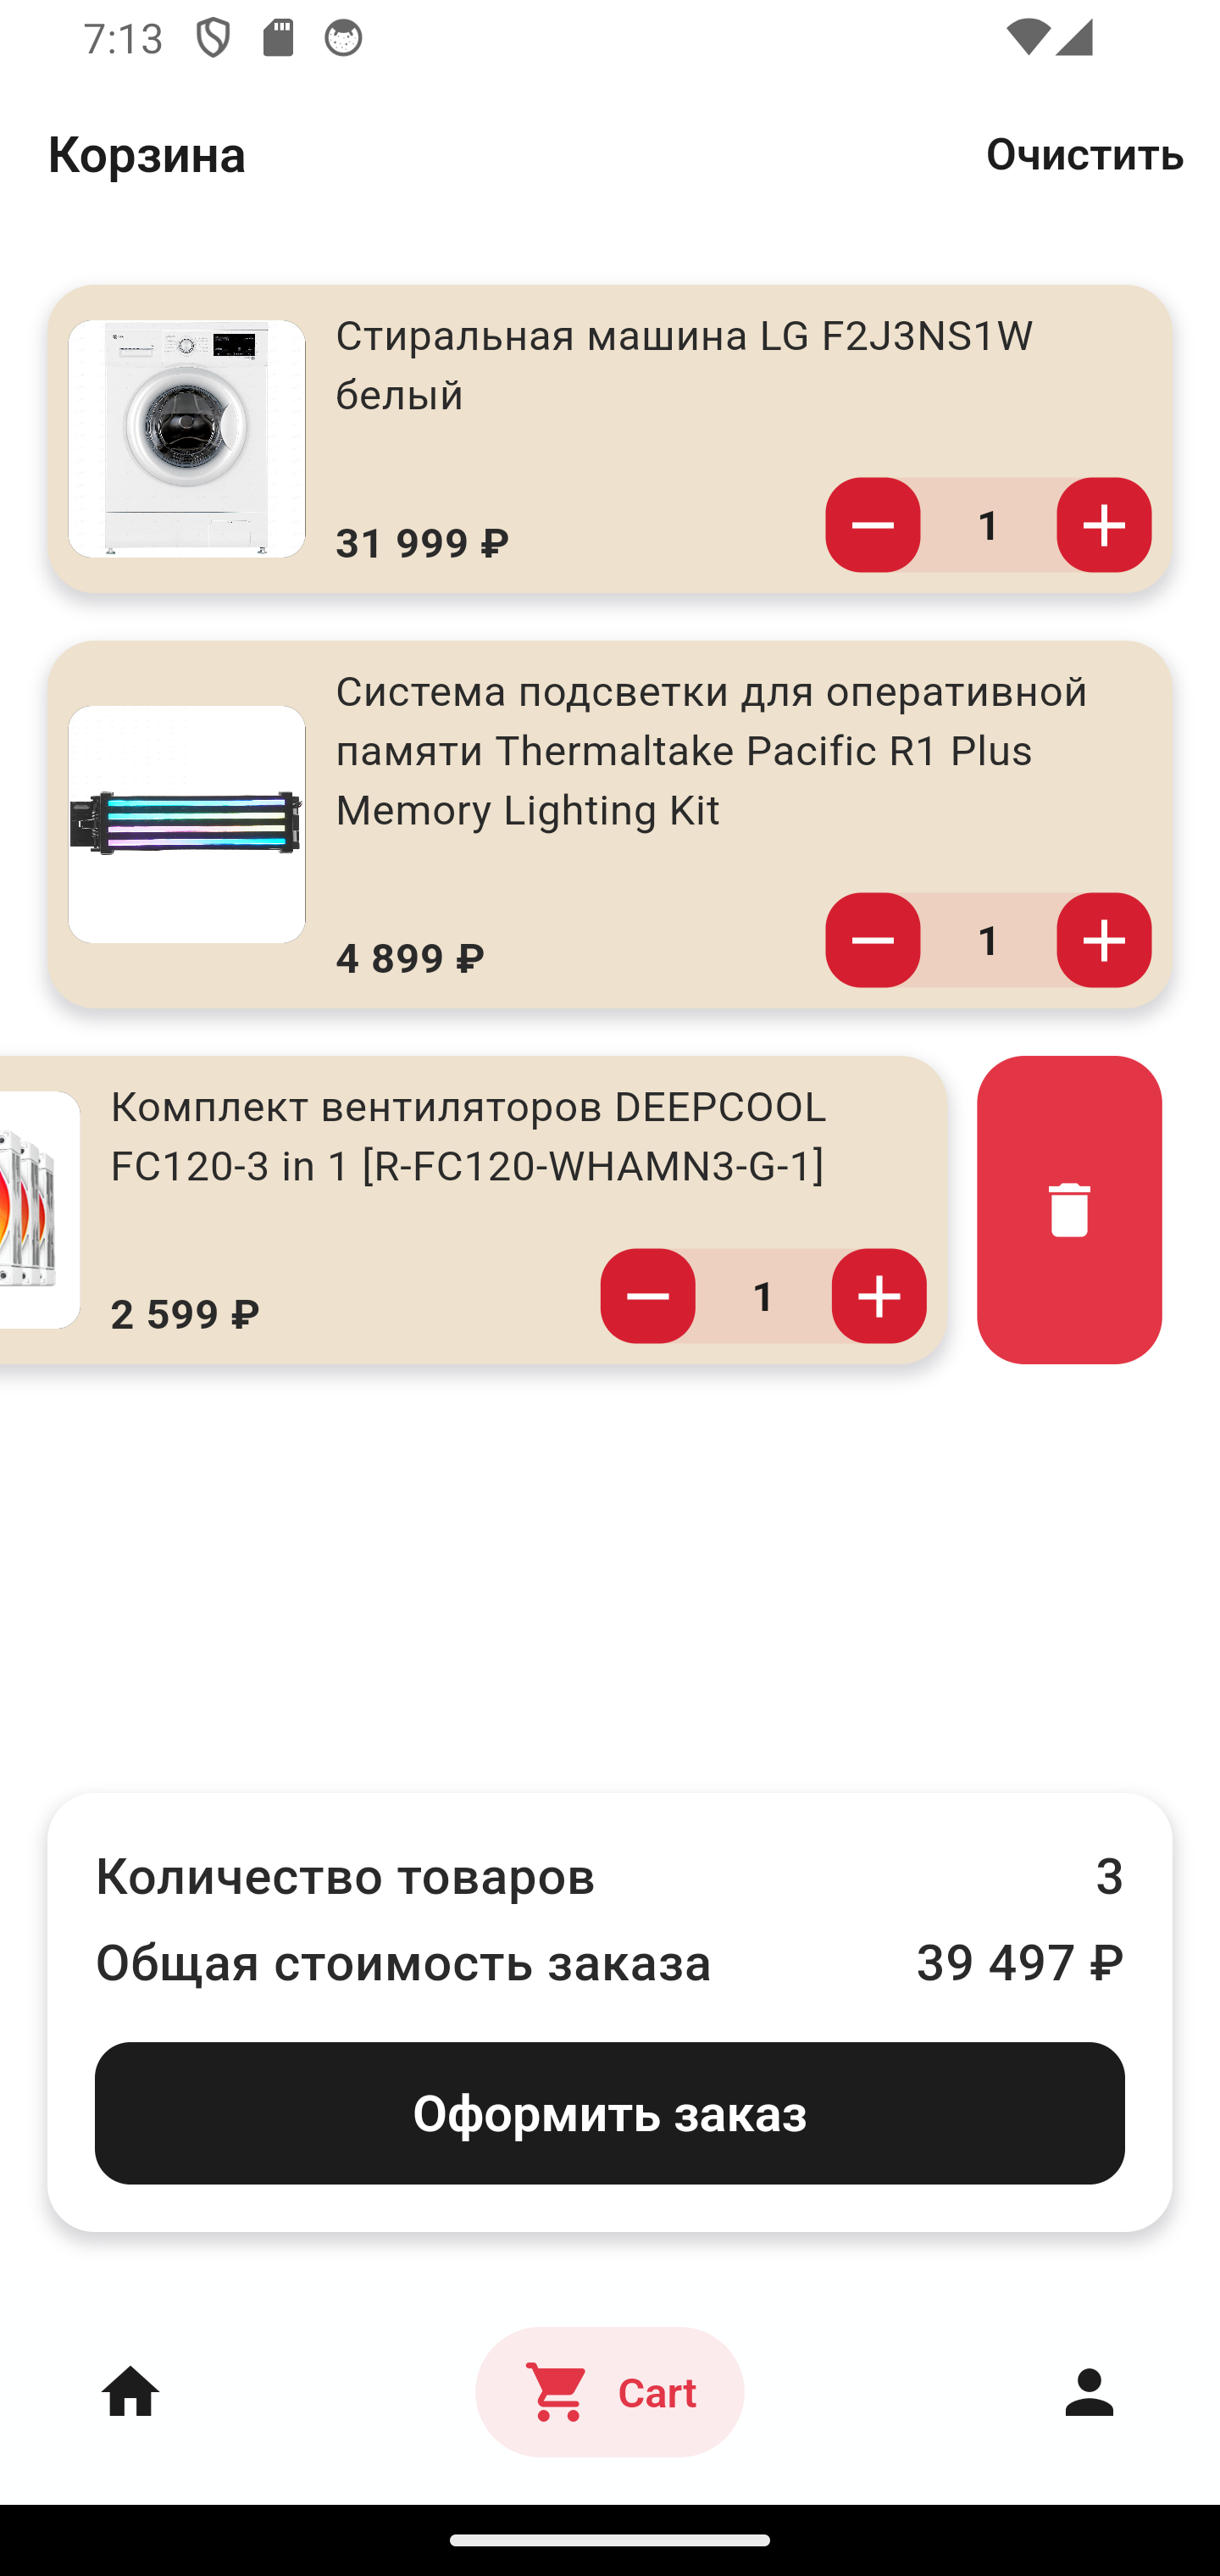 7:13
Корзина
Очистить
Стиральная машина LG F2J3NS1W
белый
31 999 ₽
1
Система подсветки для оперативной
памяти Thermaltake Pacific R1 Plus
Memory Lighting Kit
4 899 ₽
1
Комплект вентиляторов DEEPCOOL
FC120-3 in 1 [R-FC120-WHAMN3-G-1]
2 599 ₽
1
Количество товаров
3
Общая стоимость заказа
39 497 ₽
Оформить заказ
Cart